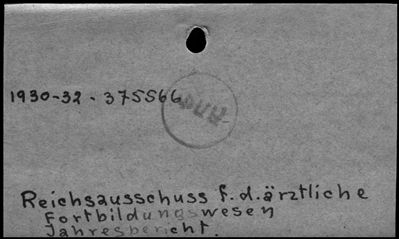 1930-32 - 375566
Reichsausschuss f.d.ärztliche
Fortbildungswesen
Jahresbericht.